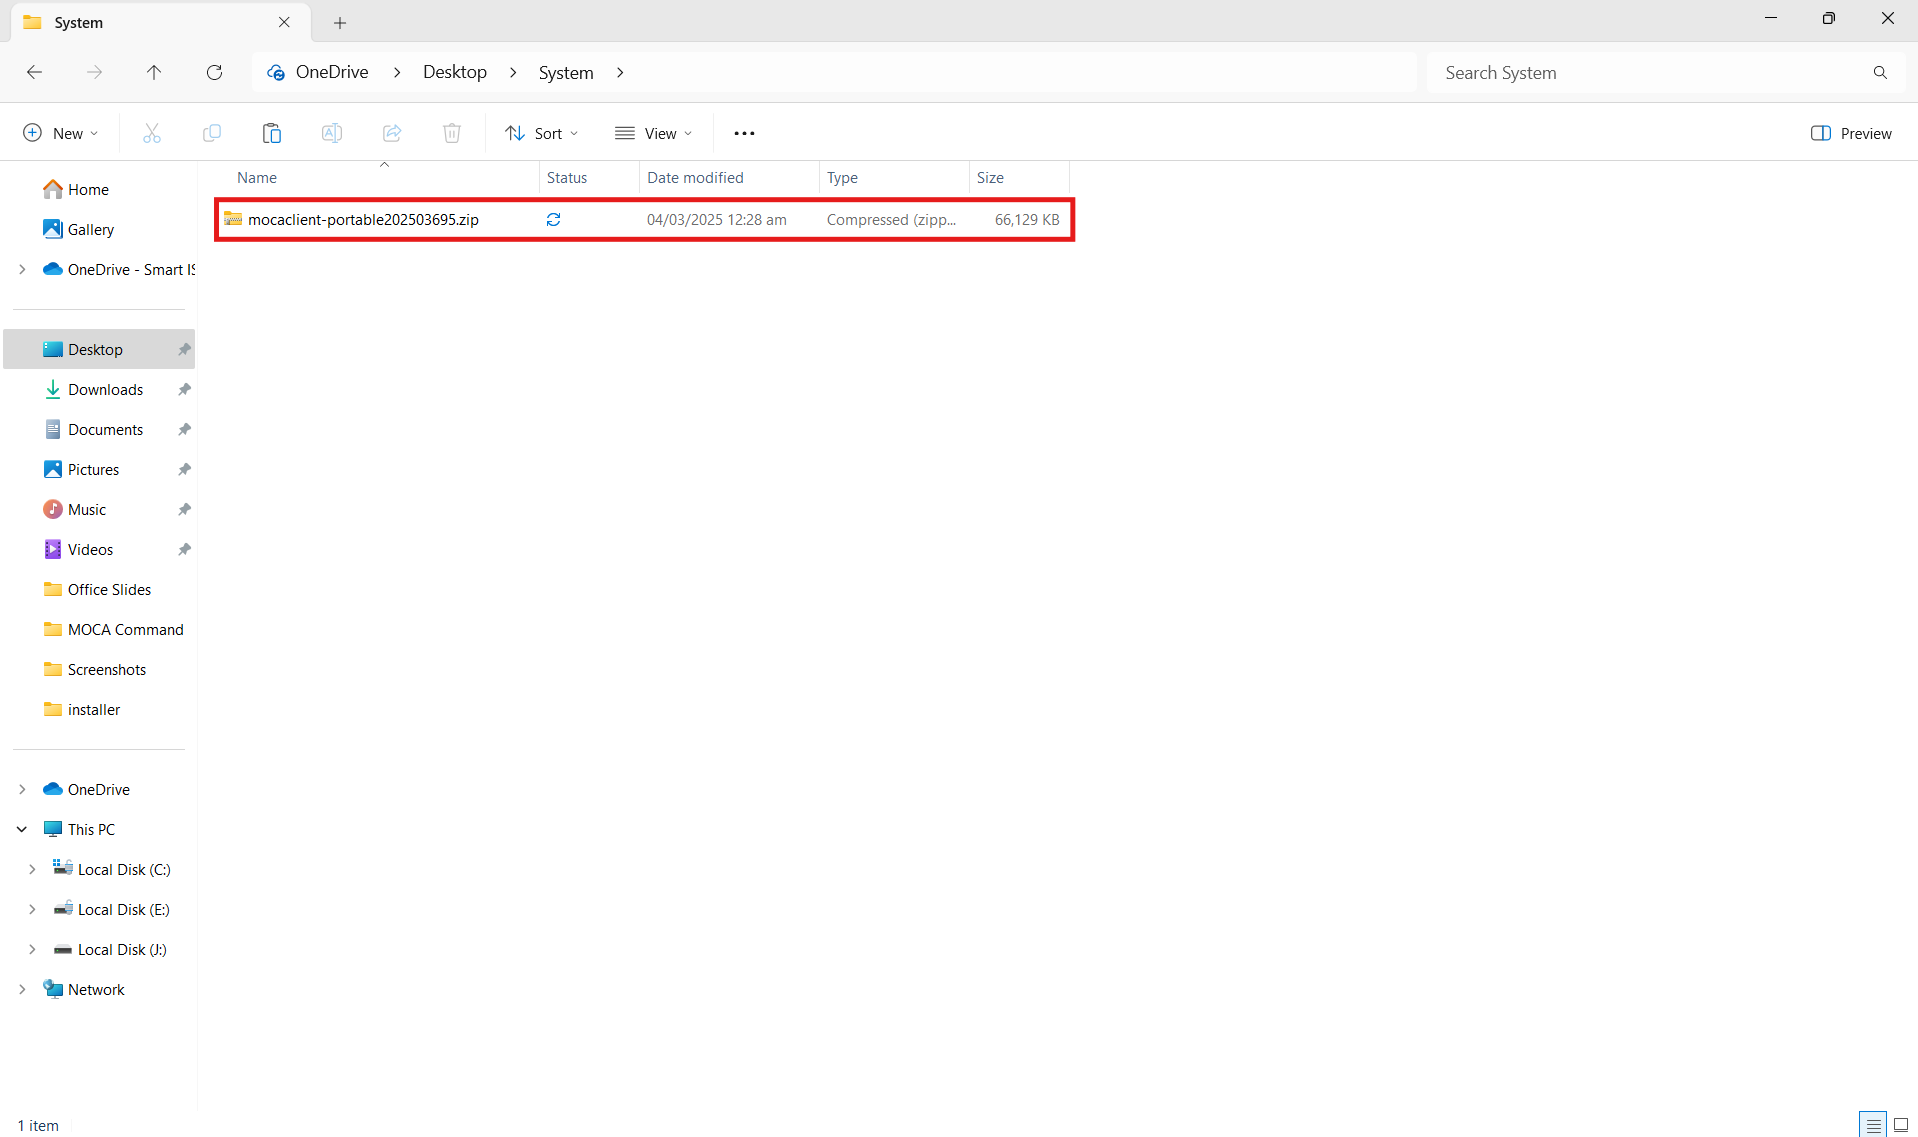 System
OneDrive > Desktop > System >
Search System
New
Sort
View
Preview
Name Status Date modified Type Size
mocaclient-portable202503695.zip 04/03/2025 12:28 am Compressed (zipp... 66,129 KB
Home
Gallery
OneDrive - Smart IS
Desktop
Downloads
Documents
Pictures
Music
Videos
Office Slides
MOCA Command
Screenshots
installer
OneDrive
This PC
Local Disk (C:)
Local Disk (E:)
Local Disk (J:)
Network
1 item